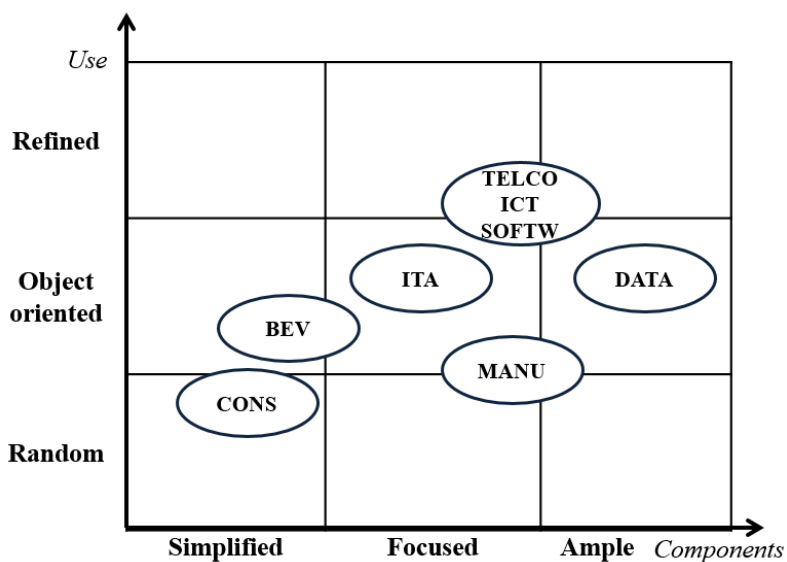 Use
Refined
TELCO
ICT
SOFTW
Object
oriented
ITA
DATA
BEV
MANU
CONS
Random
Simplified
Focused
Ample
Components